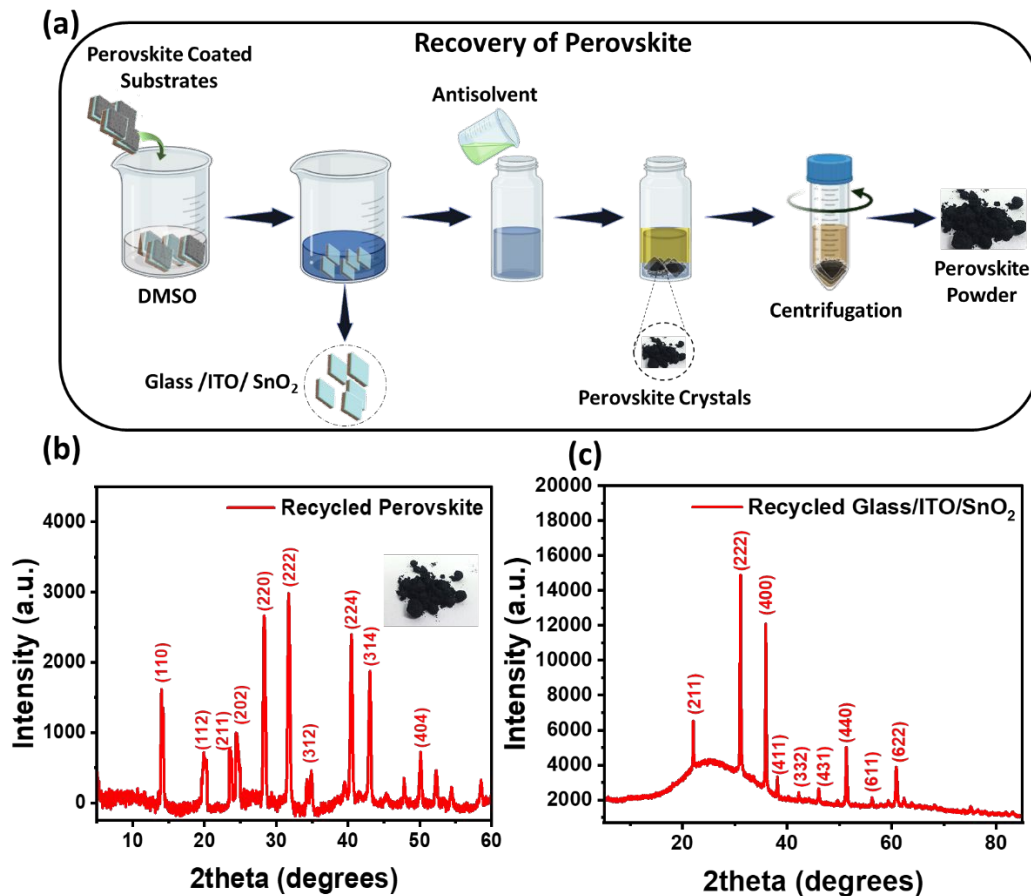 (a)
Recovery of Perovskite
Perovskite Coated
Substrates
Antisolvent
DMSO
Glass /ITO/ SnO₂
Perovskite Crystals
Centrifugation
Perovskite
Powder
(b)
Recycled Perovskite
Intensity (a.u.)
4000
3000
2000
1000
0
(110)
(112)
(211)
(202)
(220)
(222)
(312)
(224)
(314)
(404)
10
20
30
40
50
60
2theta (degrees)
(c)
Recycled Glass/ITO/SnO₂
Intensity (a.u.)
20000
18000
16000
14000
12000
10000
8000
6000
4000
2000
0
(211)
(222)
(400)
(411)
(332)
(431)
(440)
(611)
(622)
20
40
60
80
2theta (degrees)